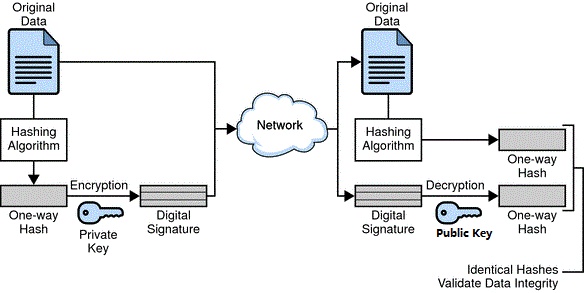 Original
Data
Hashing
Algorithm
One-way
Hash
Encryption
Private
Key
Digital
Signature
Network
Original
Data
Hashing
Algorithm
One-way
Hash
Digital
Signature
Decryption
Public Key
One-way
Hash
Identical Hashes
Validate Data Integrity